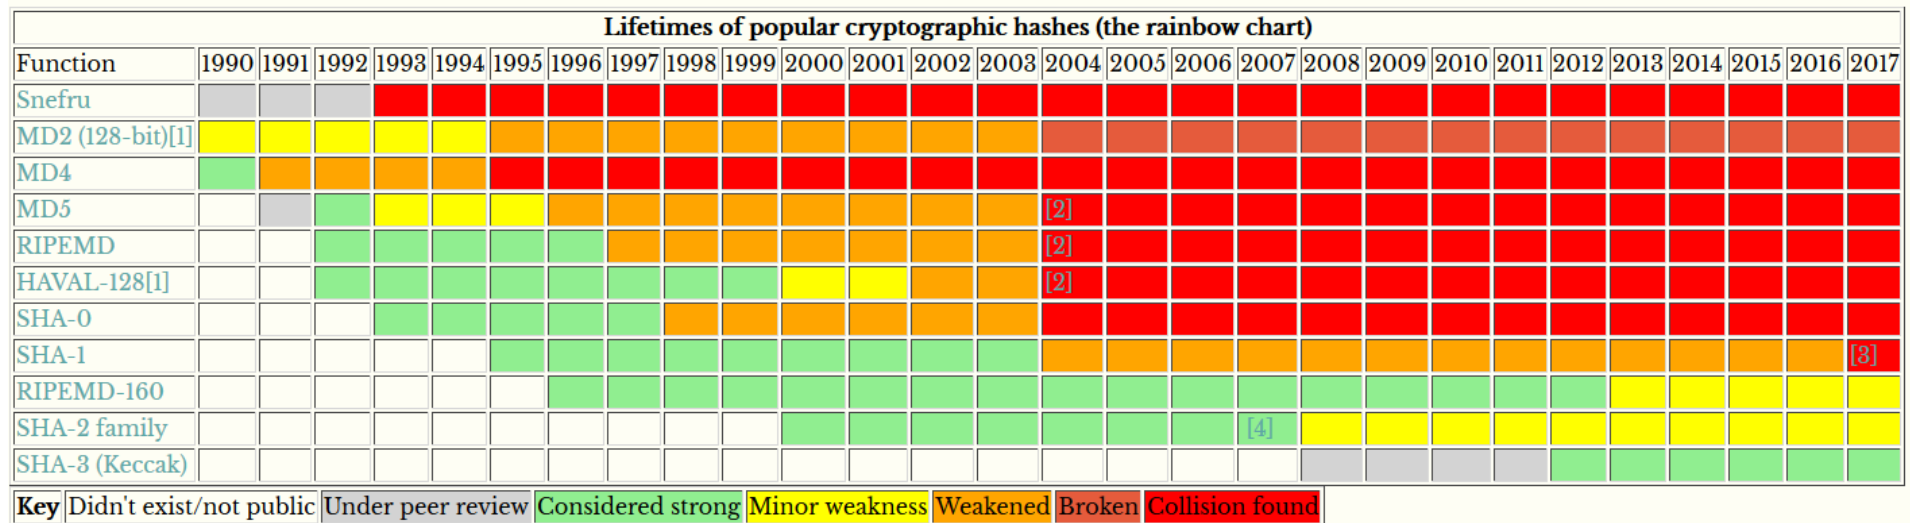 Lifetimes of popular cryptographic hashes (the rainbow chart)
Function 1990 1991 1992 1993 1994 1995 1996 1997 1998 1999 2000 2001 2002 2003 2004 2005 2006 2007 2008 2009 2010 2011 2012 2013 2014 2015 2016 2017
Snefru
MD2 (128-bit)[1]
MD4
MD5 [2]
RIPEMD [2]
HAVAL-128[1] [2]
SHA-0
SHA-1 [3]
RIPEMD-160
SHA-2 family [4]
SHA-3 (Keccak)
Key Didn't exist/not public Under peer review Considered strong Minor weakness Weakened Broken Collision found